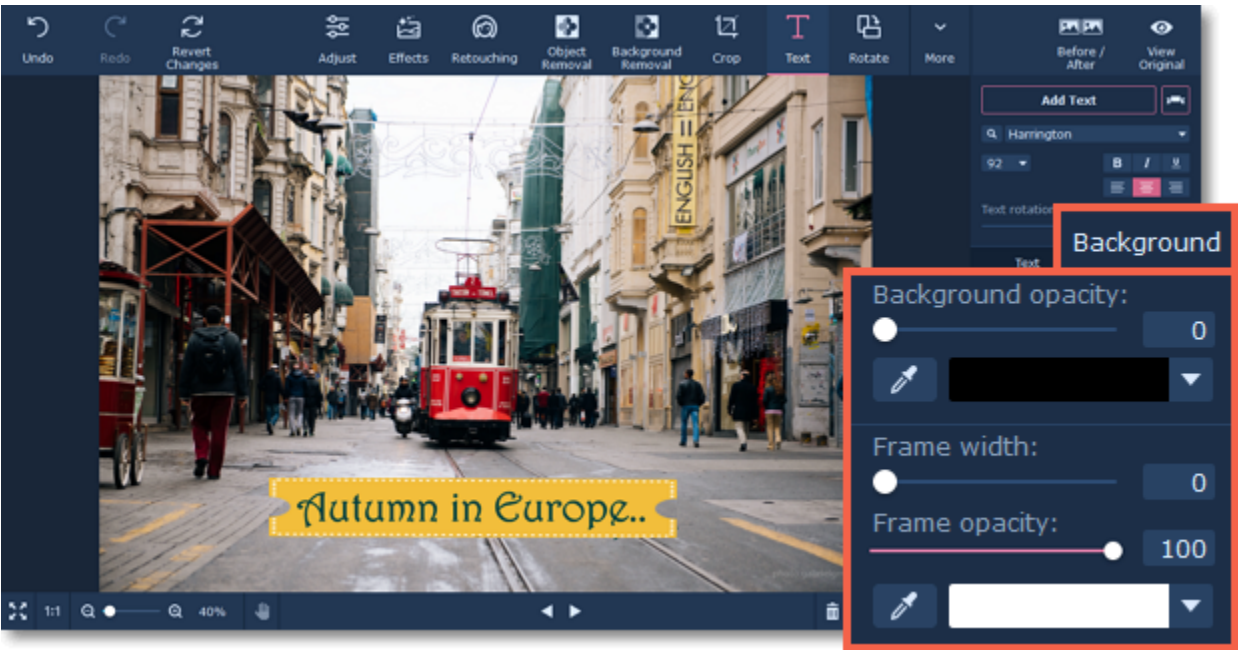 Undo
Redo
Revert
Changes
Adjust
Effects
Retouching
Object
Removal
Background
Removal
Crop
Text
Rotate
More
Before /
After
View
Original
Add Text
Harrington
92
B I U
Text rotation
Text
Background
Background opacity:
0
Frame width:
0
Frame opacity:
100
ENGLISH = ENG
Autumn in Europe..
1:1
40%